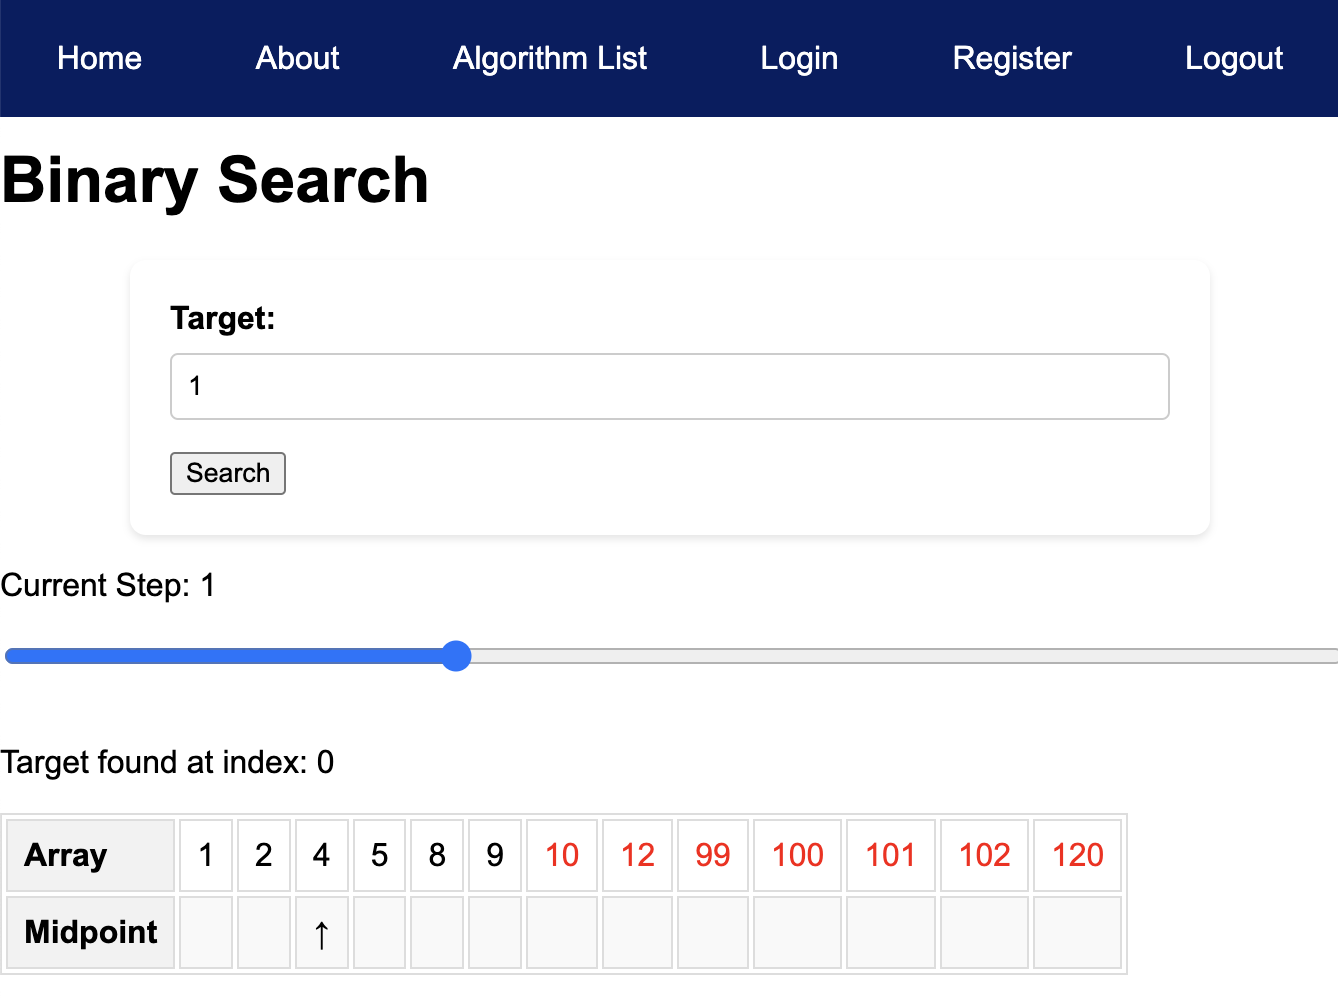 Home About Algorithm List Login Register Logout
Binary Search
Target:
1
Search
Current Step: 1
Target found at index: 0
Array 1 2 4 5 8 9 10 12 99 100 101 102 120
Midpoint ↑